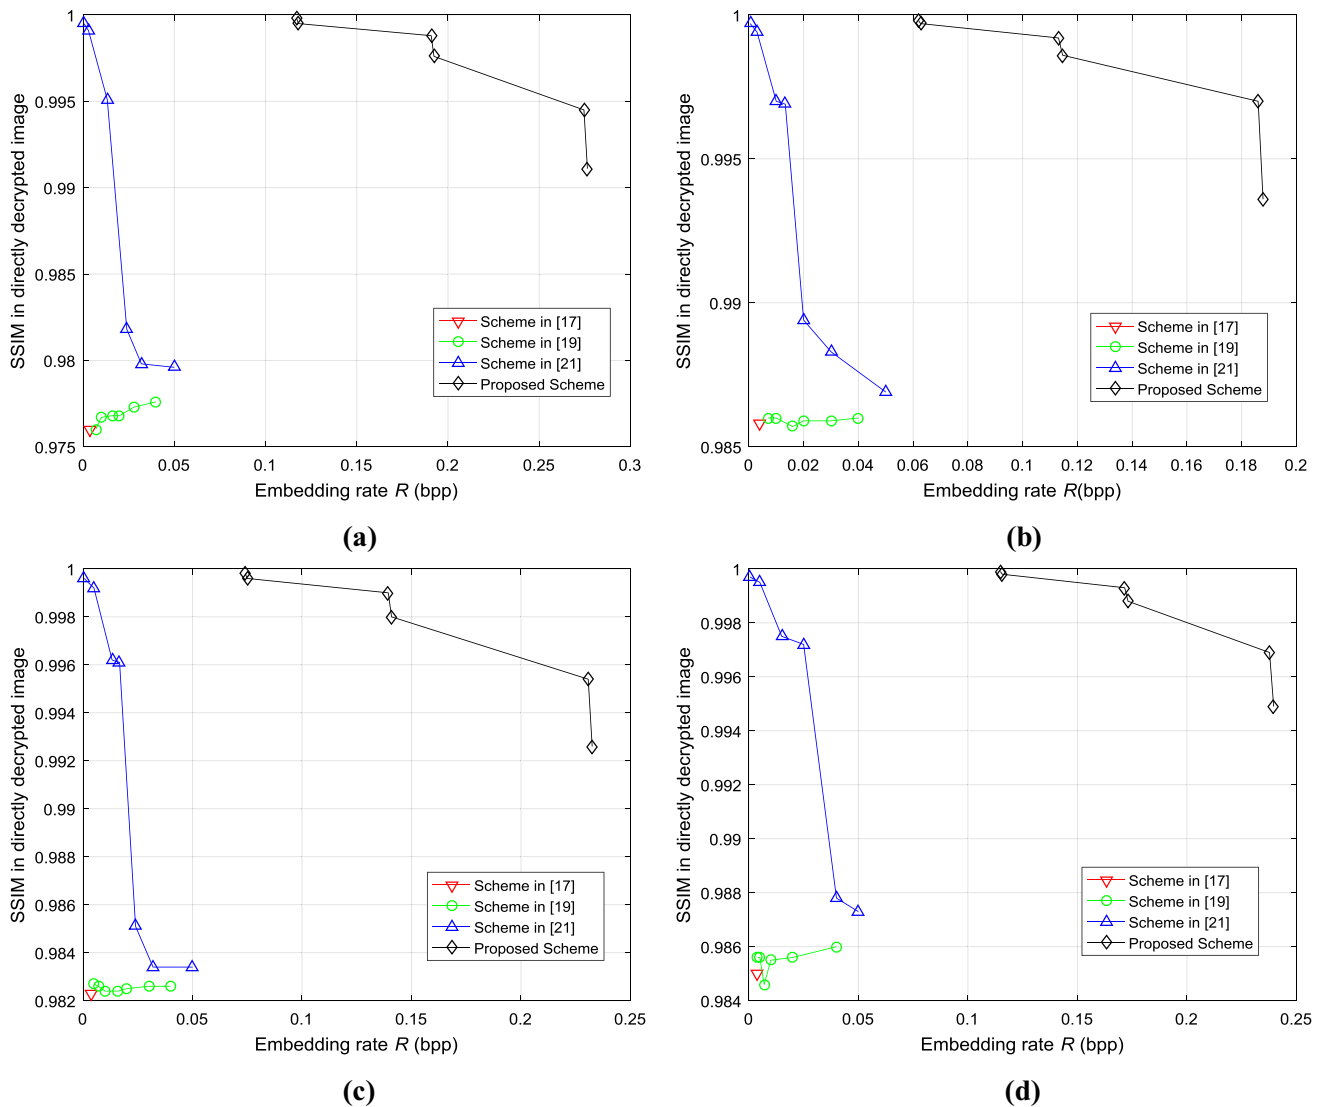 1
0.995
0.99
0.985
0.98
0.975
SSIM in directly decrypted image
Scheme in [17]
Scheme in [19]
Scheme in [21]
Proposed Scheme
0 0.05 0.1 0.15 0.2 0.25 0.3
Embedding rate R (bpp)
(a)
1
0.995
0.99
0.985
SSIM in directly decrypted image
Scheme in [17]
Scheme in [19]
Scheme in [21]
Proposed Scheme
0 0.02 0.04 0.06 0.08 0.1 0.12 0.14 0.16 0.18 0.2
Embedding rate R(bpp)
(b)
1
0.998
0.996
0.994
0.992
0.99
0.988
0.986
0.984
0.982
SSIM in directly decrypted image
Scheme in [17]
Scheme in [19]
Scheme in [21]
Proposed Scheme
0 0.05 0.1 0.15 0.2 0.25
Embedding rate R (bpp)
(c)
1
0.998
0.996
0.994
0.992
0.99
0.988
0.986
0.984
SSIM in directly decrypted image
Scheme in [17]
Scheme in [19]
Scheme in [21]
Proposed Scheme
0 0.05 0.1 0.15 0.2 0.25
Embedding rate R (bpp)
(d)